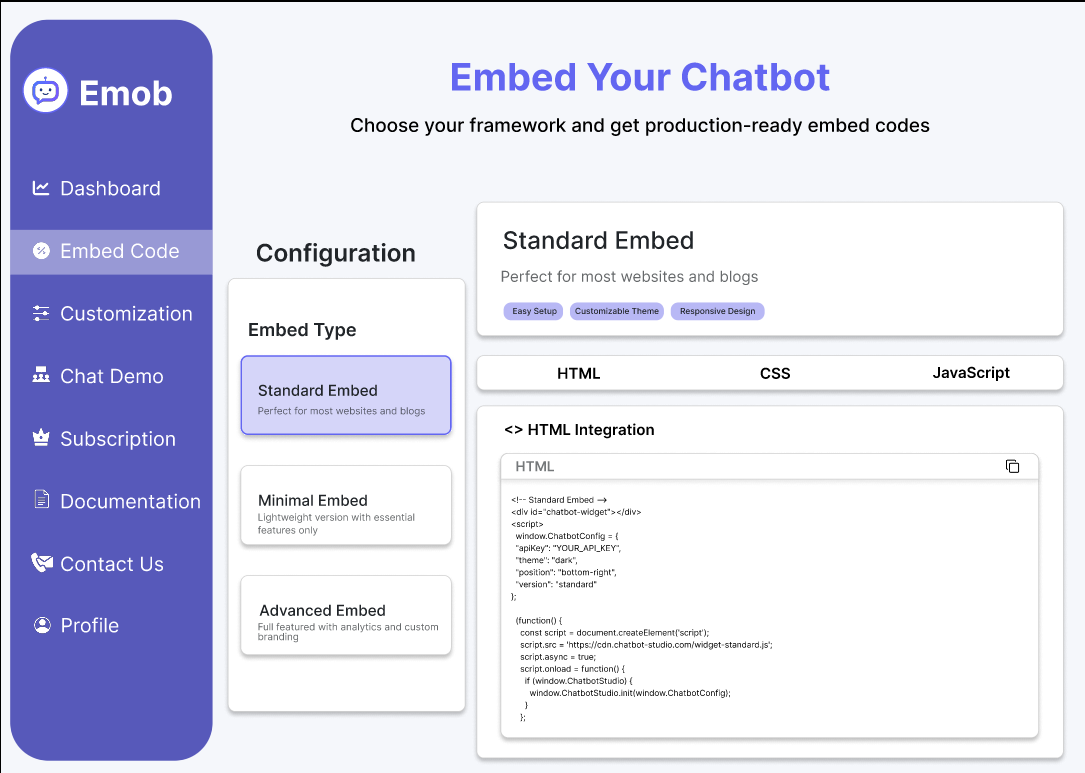 Emob
Dashboard
Embed Code
Customization
Chat Demo
Subscription
Documentation
Contact Us
Profile
Embed Your Chatbot
Choose your framework and get production-ready embed codes
Configuration
Embed Type
Standard Embed
Perfect for most websites and blogs
Minimal Embed
Lightweight version with essential
features only
Advanced Embed
Full featured with analytics and custom
branding
Standard Embed
Perfect for most websites and blogs
Easy Setup Customizable Theme Responsive Design
HTML CSS JavaScript
<> HTML Integration
HTML
<!-- Standard Embed -->
<div id="chatbot-widget"></div>
<script>
window.ChatbotConfig = {
"apiKey": "YOUR_API_KEY",
"theme": "dark",
"position": "bottom-right",
"version": "standard"
};
(function() {
const script = document.createElement('script');
script.src = 'https://cdn.chatbot-studio.com/widget-standard.js';
script.async = true;
script.onload = function() {
if (window.ChatbotStudio) {
window.ChatbotStudio.init(window.ChatbotConfig);
}
};